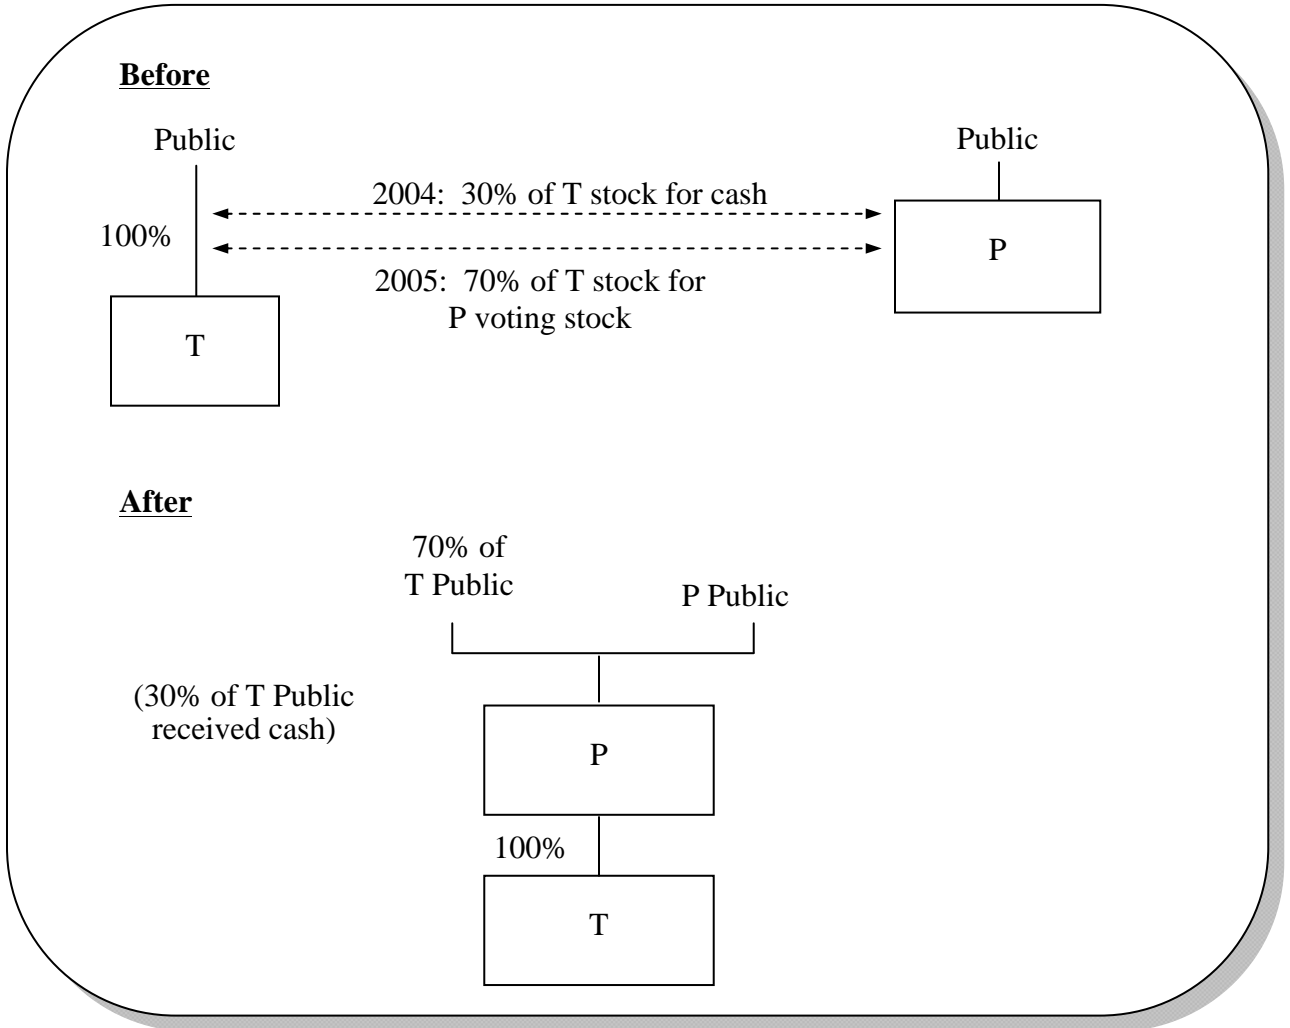 Before
Public
Public
2004:  30% of T stock for cash
100%
P
2005:  70% of T stock for
P voting stock
T
After
70% of
T Public
P Public
(30% of T Public
received cash)
P
100%
T